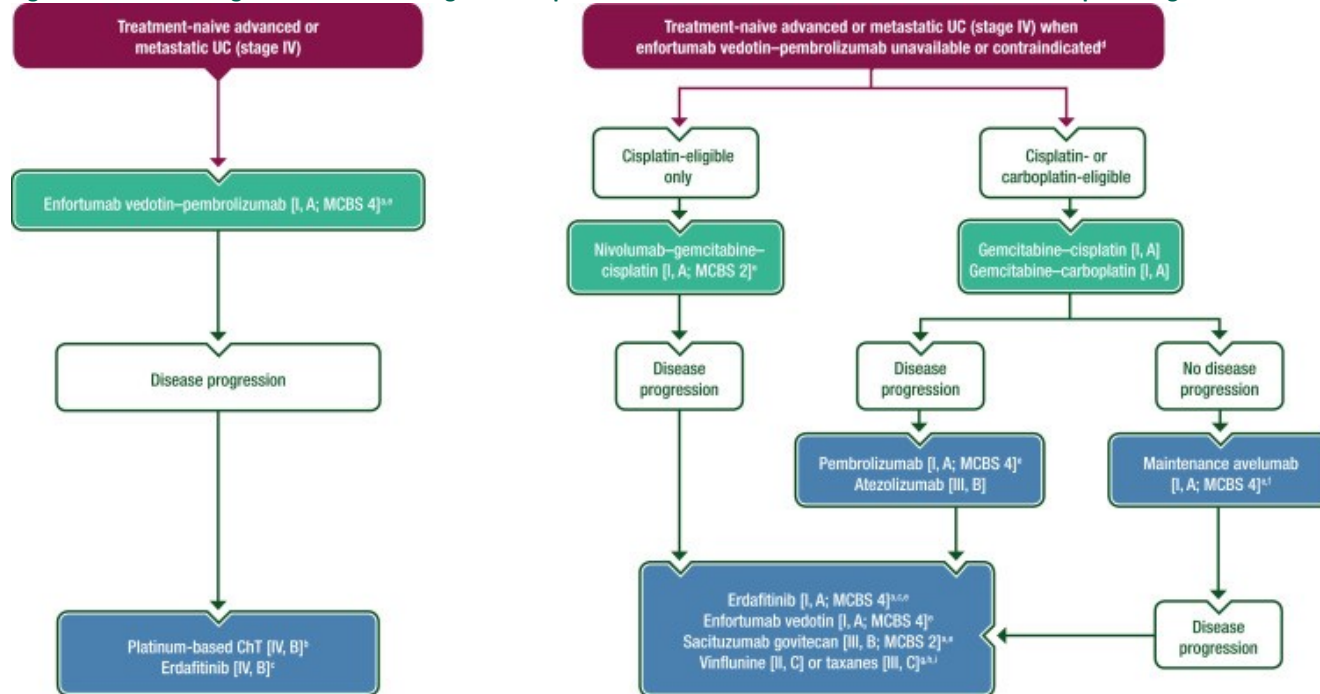 Treatment-naive advanced or
metastatic UC (stage IV)
Treatment-naive advanced or metastatic UC (stage IV) when
enfortumab vedotin–pembrolizumab unavailable or contraindicatedᵈ
Cisplatin-eligible
only
Cisplatin- or
carboplatin-eligible
Enfortumab vedotin–pembrolizumab [I, A; MCBS 4]ᵃ,ᵉ
Nivolumab–gemcitabine–
cisplatin [I, A; MCBS 2]ᵉ
Gemcitabine–cisplatin [I, A]
Gemcitabine–carboplatin [I, A]
Disease progression
Disease
progression
Disease
progression
No disease
progression
Pembrolizumab [I, A; MCBS 4]ᵉ
Atezolizumab [III, B]
Maintenance avelumab
[I, A; MCBS 4]ᵉ,ᶠ
Platinum-based ChT [IV, B]ᵇ
Erdafitinib [IV, B]ᶜ
Erdafitinib [I, A; MCBS 4]ᵃ,ᶜ,ᵉ
Enfortumab vedotin [I, A; MCBS 4]ᵉ
Sacituzumab govitecan [III, B; MCBS 2]ᵃ,ᵉ
Vinflunine [II, C] or taxanes [III, C]ᵍ,ʰ,ⁱ
Disease
progression